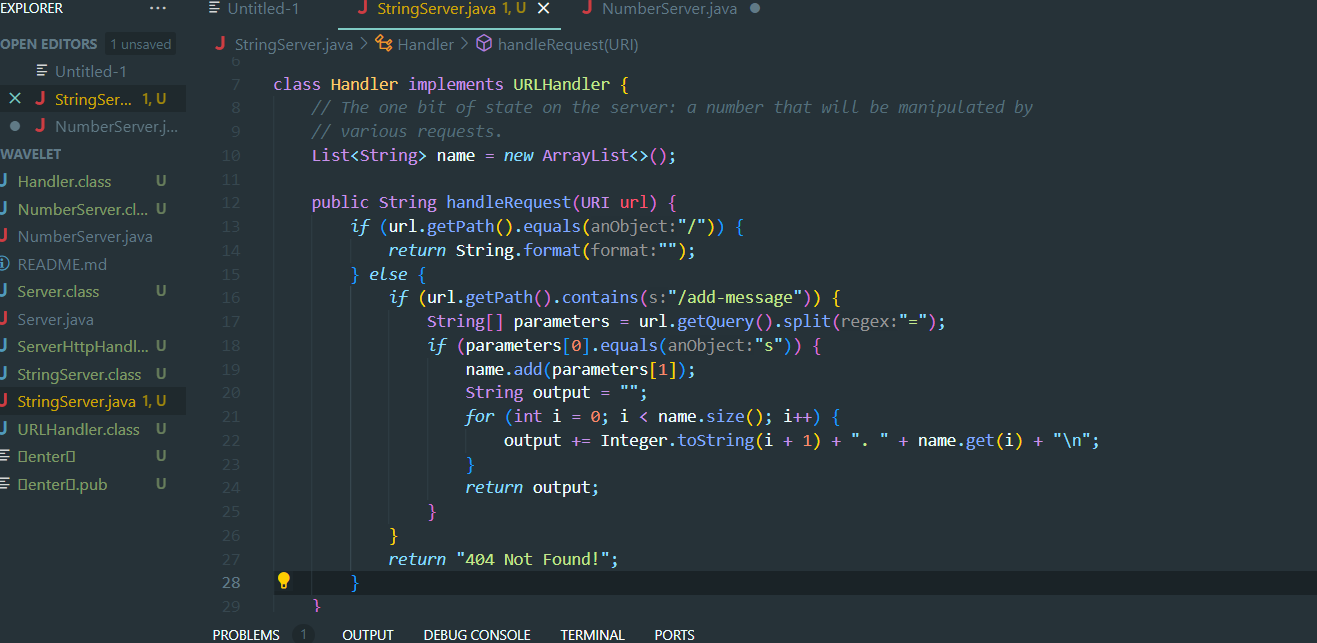 EXPLORER ···
Untitled-1
StringServer.java 1, U
NumberServer.java
OPEN EDITORS 1 unsaved
Untitled-1
StringSer... 1, U
NumberServer.j...
WAVELET
Handler.class U
NumberServer.cl... U
NumberServer.java
README.md
Server.class U
Server.java
ServerHttpHandl... U
StringServer.class U
StringServer.java 1, U
URLHandler.class U
▯enter▯ U
▯enter▯.pub U
StringServer.java > Handler > handleRequest(URI)
6
7 class Handler implements URLHandler {
8 // The one bit of state on the server: a number that will be manipulated by
9 // various requests.
10 List<String> name = new ArrayList<>();
11
12 public String handleRequest(URI url) {
13 if (url.getPath().equals(anObject:"/")) {
14 return String.format(format:"");
15 } else {
16 if (url.getPath().contains(s:"/add-message")) {
17 String[] parameters = url.getQuery().split(regex:"=");
18 if (parameters[0].equals(anObject:"s")) {
19 name.add(parameters[1]);
20 String output = "";
21 for (int i = 0; i < name.size(); i++) {
22 output += Integer.toString(i + 1) + ". " + name.get(i) + "\n";
23 }
24 return output;
25 }
26 }
27 return "404 Not Found!";
28 }
29 }
PROBLEMS 1 OUTPUT DEBUG CONSOLE TERMINAL PORTS